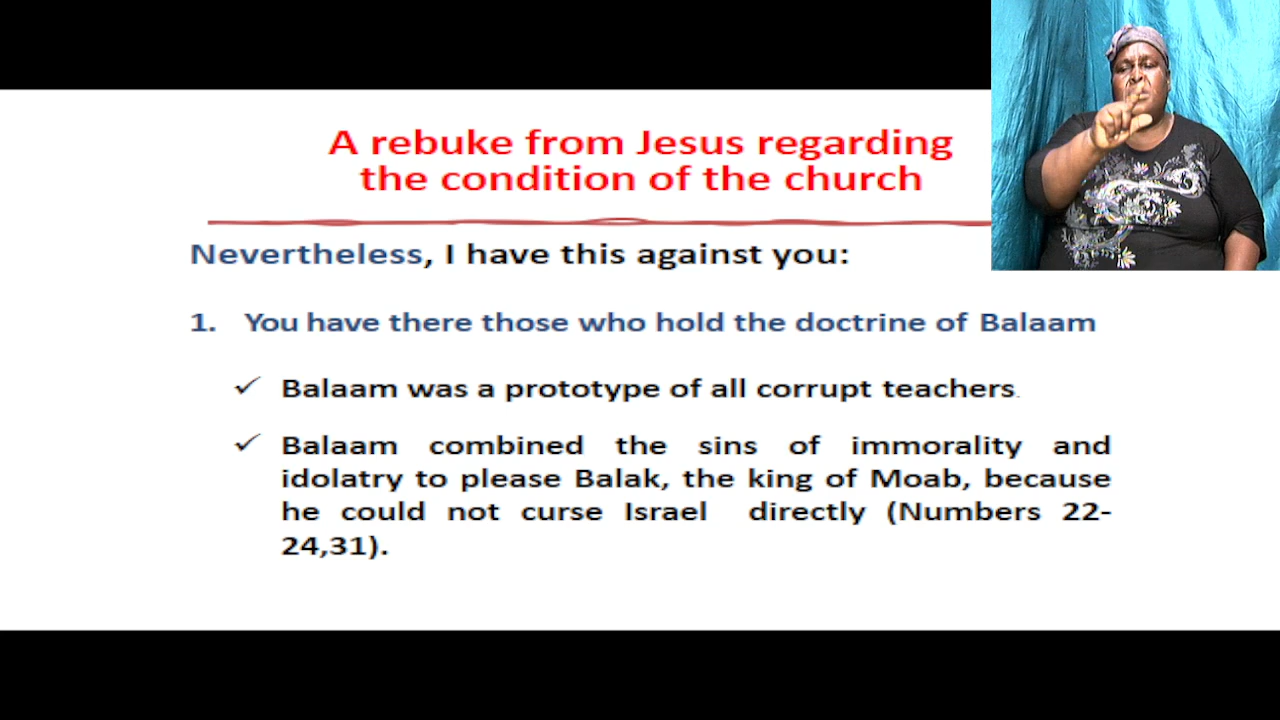 A rebuke from Jesus regarding
the condition of the church
Nevertheless, I have this against you:
1. You have there those who hold the doctrine of Balaam
✓ Balaam was a prototype of all corrupt teachers.
✓ Balaam combined the sins of immorality and
idolatry to please Balak, the king of Moab, because
he could not curse Israel directly (Numbers 22-
24,31).